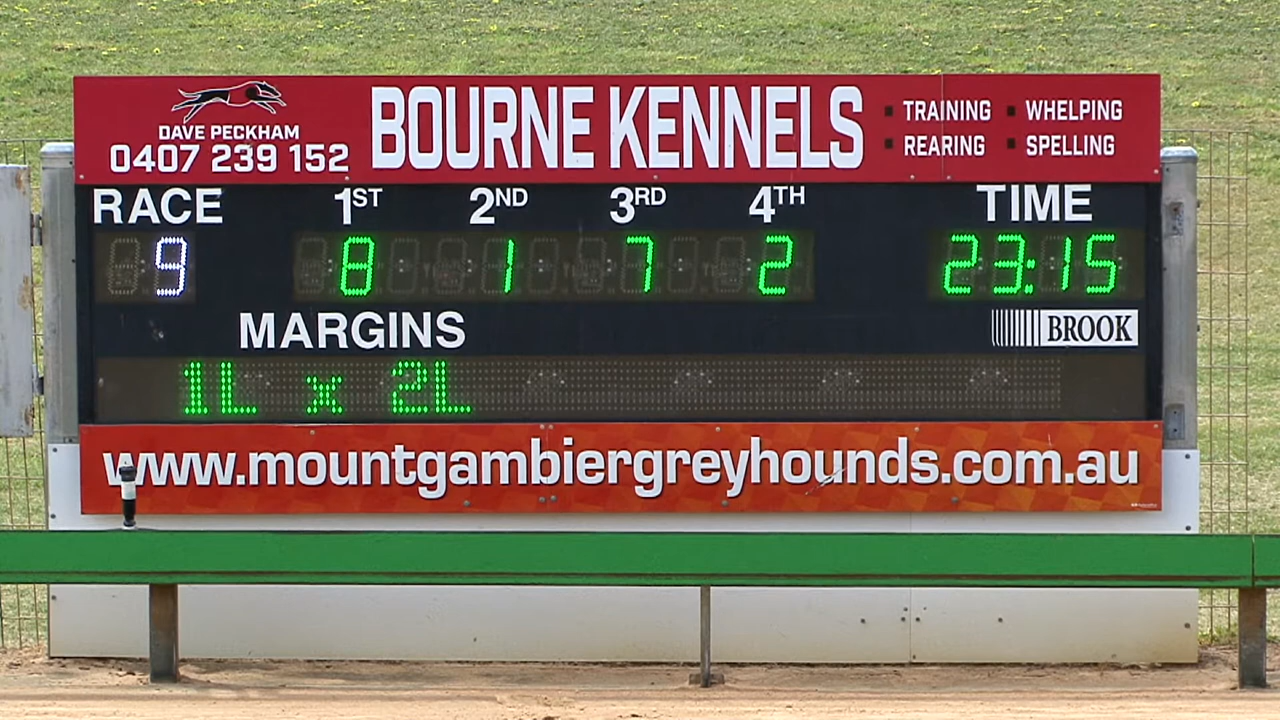 BOURNE KENNELS
DAVE PECKHAM
0407 239 152
TRAINING WHELPING
REARING SPELLING
RACE 1ST 2ND 3RD 4TH TIME
9 8 1 7 2 23:15
MARGINS
BROOK
1L x 2L
www.mountgambiergreyhounds.com.au